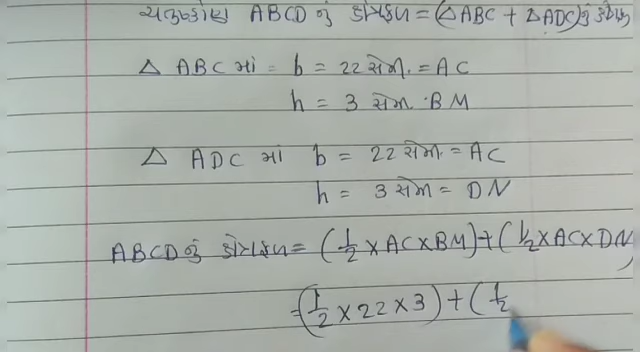 ચતુષ્કોણ ABCD નું ક્ષેત્રફળ = (△ABC + △ADC)નું ક્ષેત્રફળ
△ ABC માં = b = 22 સેમી. = AC
h = 3 સેમી. BM
△ ADC માં b = 22 સેમી. = AC
h = 3 સેમી = DN
ABCDનું ક્ષેત્રફળ = (1/2 × AC × BM) + (1/2 × AC × DN)
= (1/2 × 22 × 3) + (1/2